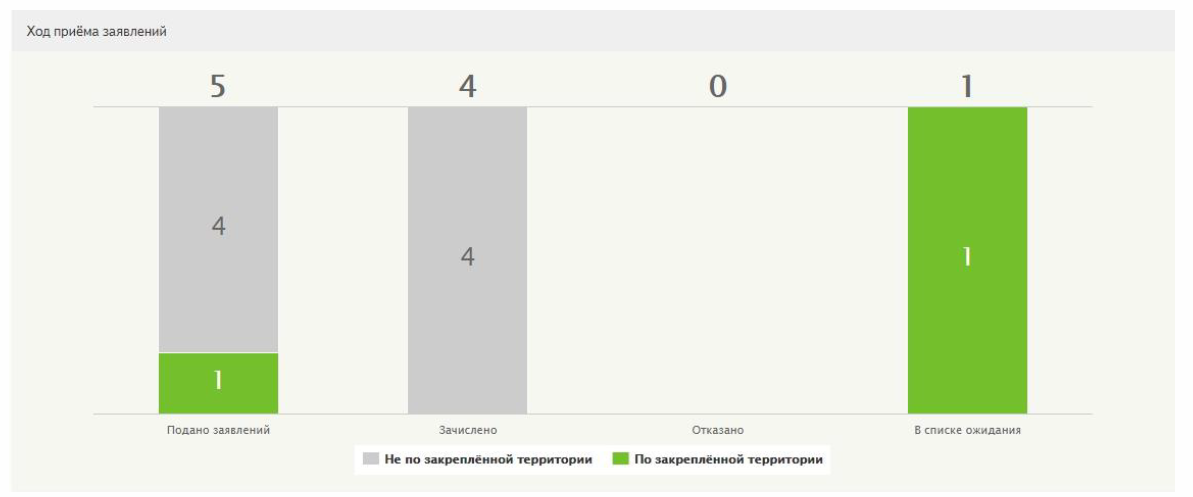 Ход приёма заявлений
5 4 0 1
4 4 1
1
Подано заявлений Зачислено Отказано В списке ожидания
Не по закреплённой территории По закреплённой территории